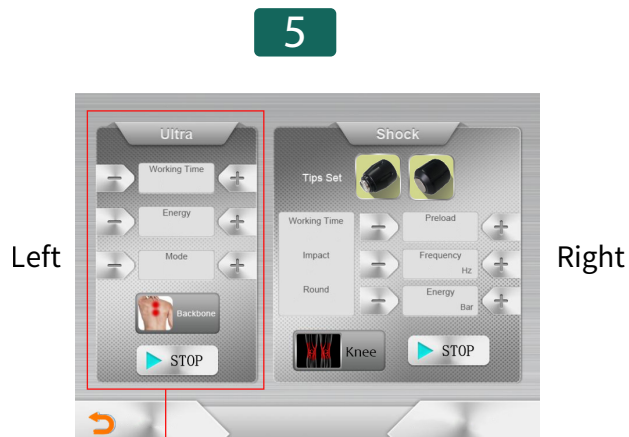 5
Left
Right
Ultra
Working Time
Energy
Mode
Backbone
STOP
Shock
Tips Set
Working Time
Impact
Round
Preload
Frequency
Hz
Energy
Bar
Knee
STOP